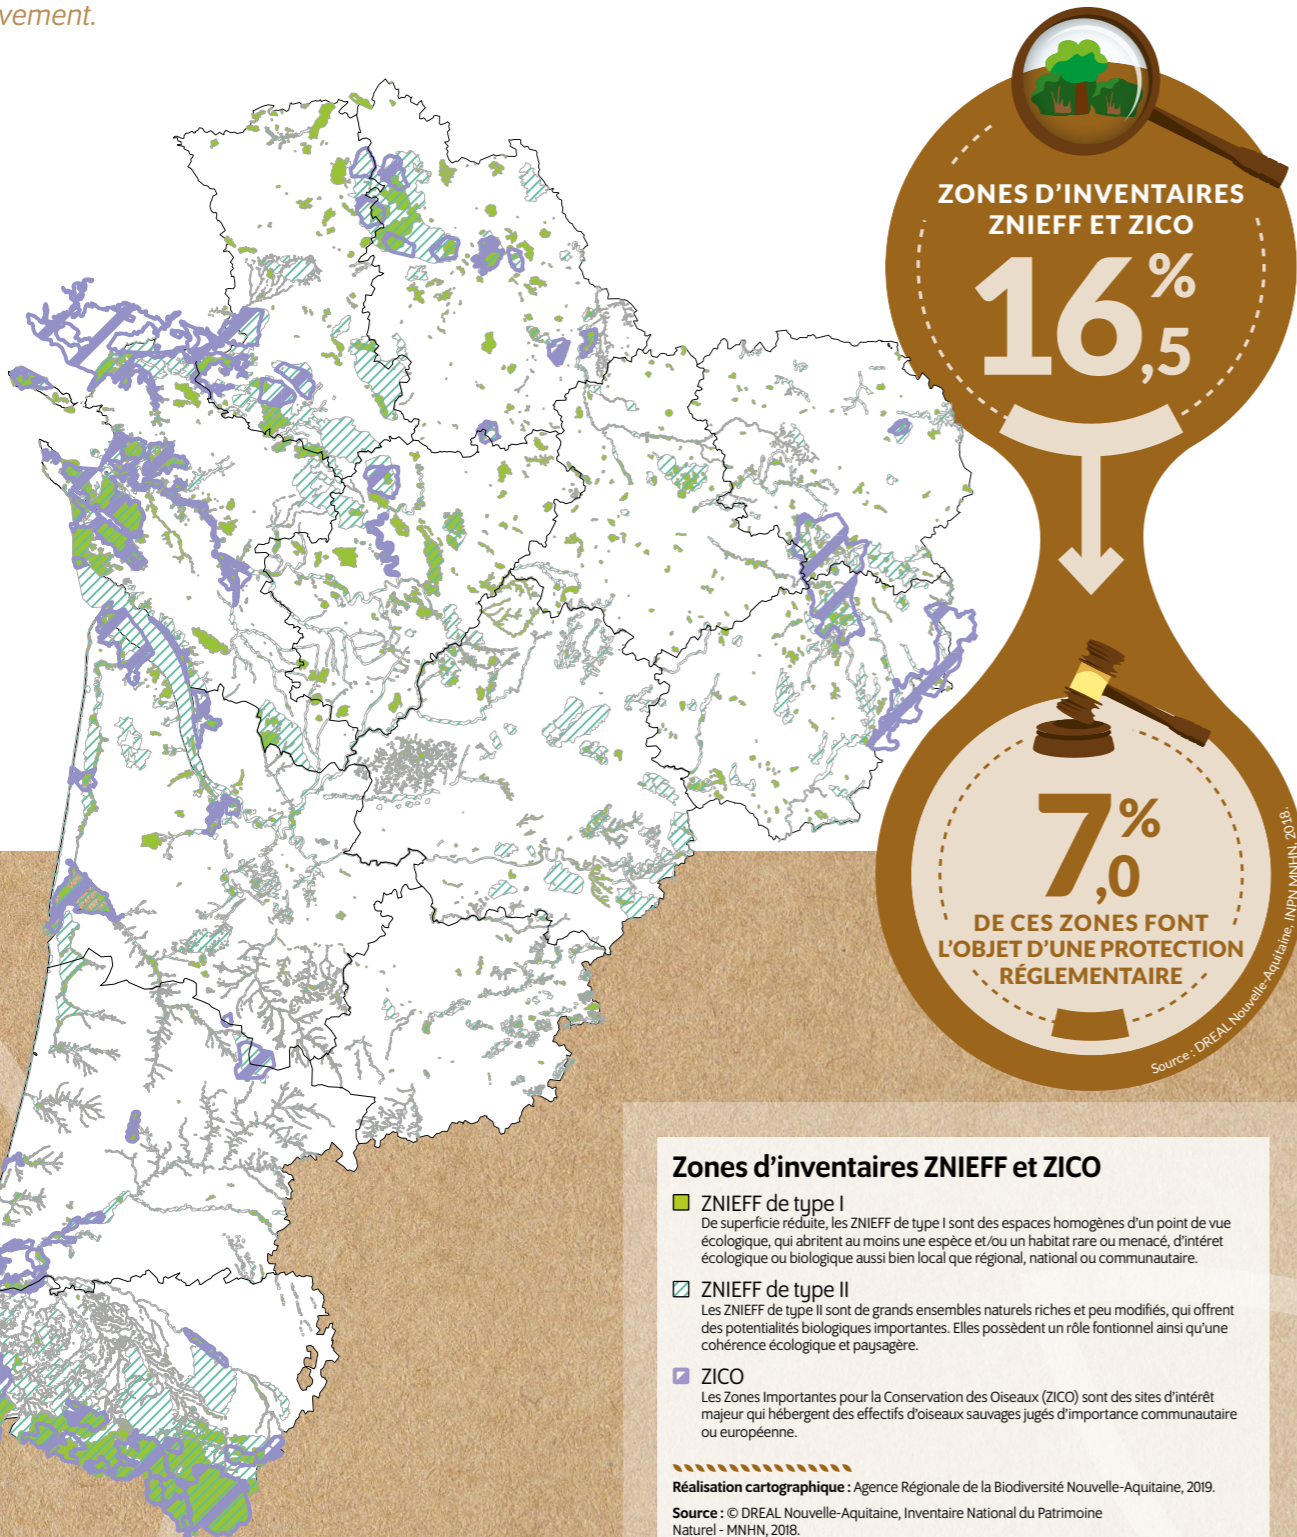 vement.
ZONES D'INVENTAIRES
ZNIEFF ET ZICO
16,5%
7,0%
DE CES ZONES FONT
L'OBJET D'UNE PROTECTION
RÉGLEMENTAIRE
Source : DREAL Nouvelle-Aquitaine, INPN MNHN, 2018.
Zones d'inventaires ZNIEFF et ZICO
ZNIEFF de type I
De superficie réduite, les ZNIEFF de type I sont des espaces homogènes d'un point de vue
écologique, qui abritent au moins une espèce et/ou un habitat rare ou menacé, d'intéret
écologique ou biologique aussi bien local que régional, national ou communautaire.
ZNIEFF de type II
Les ZNIEFF de type II sont de grands ensembles naturels riches et peu modifiés, qui offrent
des potentialités biologiques importantes. Elles possèdent un rôle fontionnel ainsi qu'une
cohérence écologique et paysagère.
ZICO
Les Zones Importantes pour la Conservation des Oiseaux (ZICO) sont des sites d'intérêt
majeur qui hébergent des effectifs d'oiseaux sauvages jugés d'importance communautaire
ou européenne.
Réalisation cartographique : Agence Régionale de la Biodiversité Nouvelle-Aquitaine, 2019.
Source : © DREAL Nouvelle-Aquitaine, Inventaire National du Patrimoine
Naturel - MNHN, 2018.